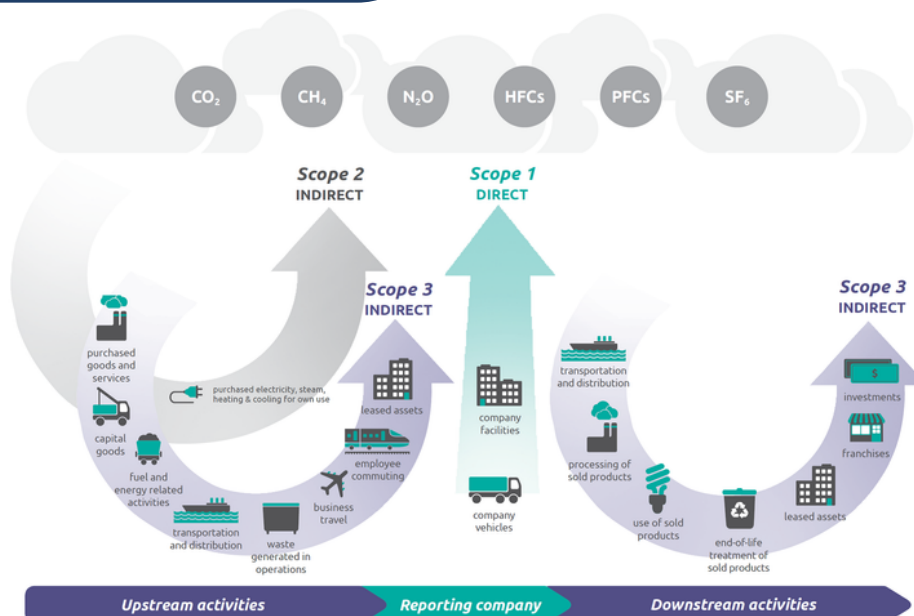 CO₂
CH₄
N₂O
HFCs
PFCs
SF₆
Scope 2
INDIRECT
Scope 1
DIRECT
Scope 3
INDIRECT
Scope 3
INDIRECT
purchased
goods and
services
capital
goods
fuel and
energy related
activities
transportation
and distribution
waste
generated in
operations
business
travel
employee
commuting
leased assets
purchased electricity, steam,
heating & cooling for own use
company
facilities
company
vehicles
transportation
and distribution
processing of
sold products
use of sold
products
end-of-life
treatment of
sold products
leased assets
franchises
investments
$
Upstream activities
Reporting company
Downstream activities